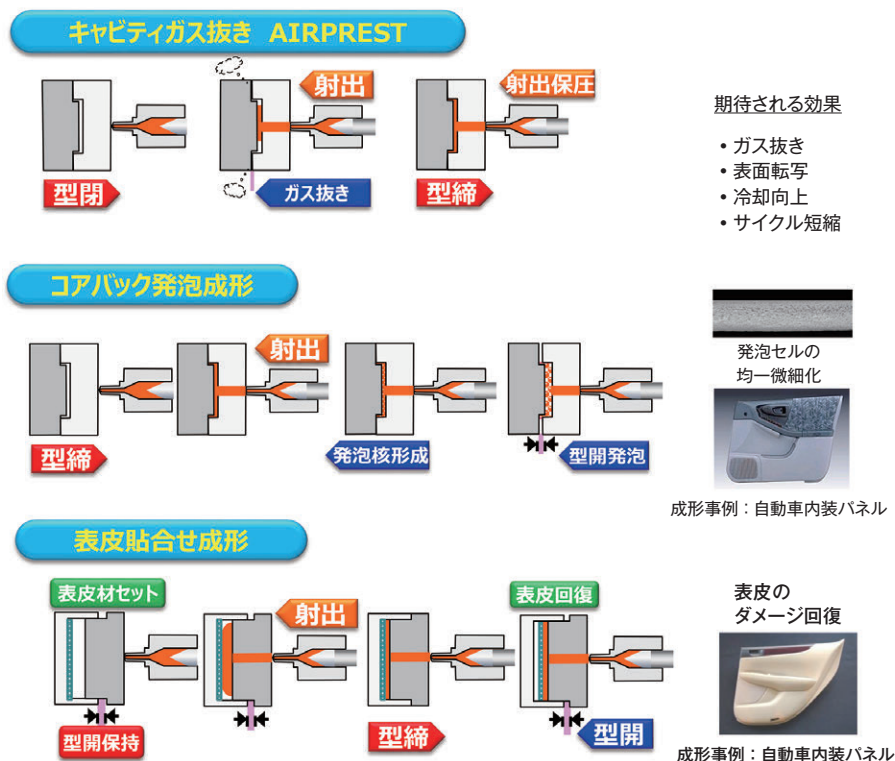 キャビティガス抜き AIRPREST
射出
射出保圧
型閉
ガス抜き
型締
期待される効果
• ガス抜き
• 表面転写
• 冷却向上
• サイクル短縮
コアバック発泡成形
射出
型締
発泡核形成
型開発泡
発泡セルの
均一微細化
成形事例：自動車内装パネル
表皮貼合せ成形
表皮材セット
射出
表皮回復
型開保持
型締
型開
表皮の
ダメージ回復
成形事例：自動車内装パネル